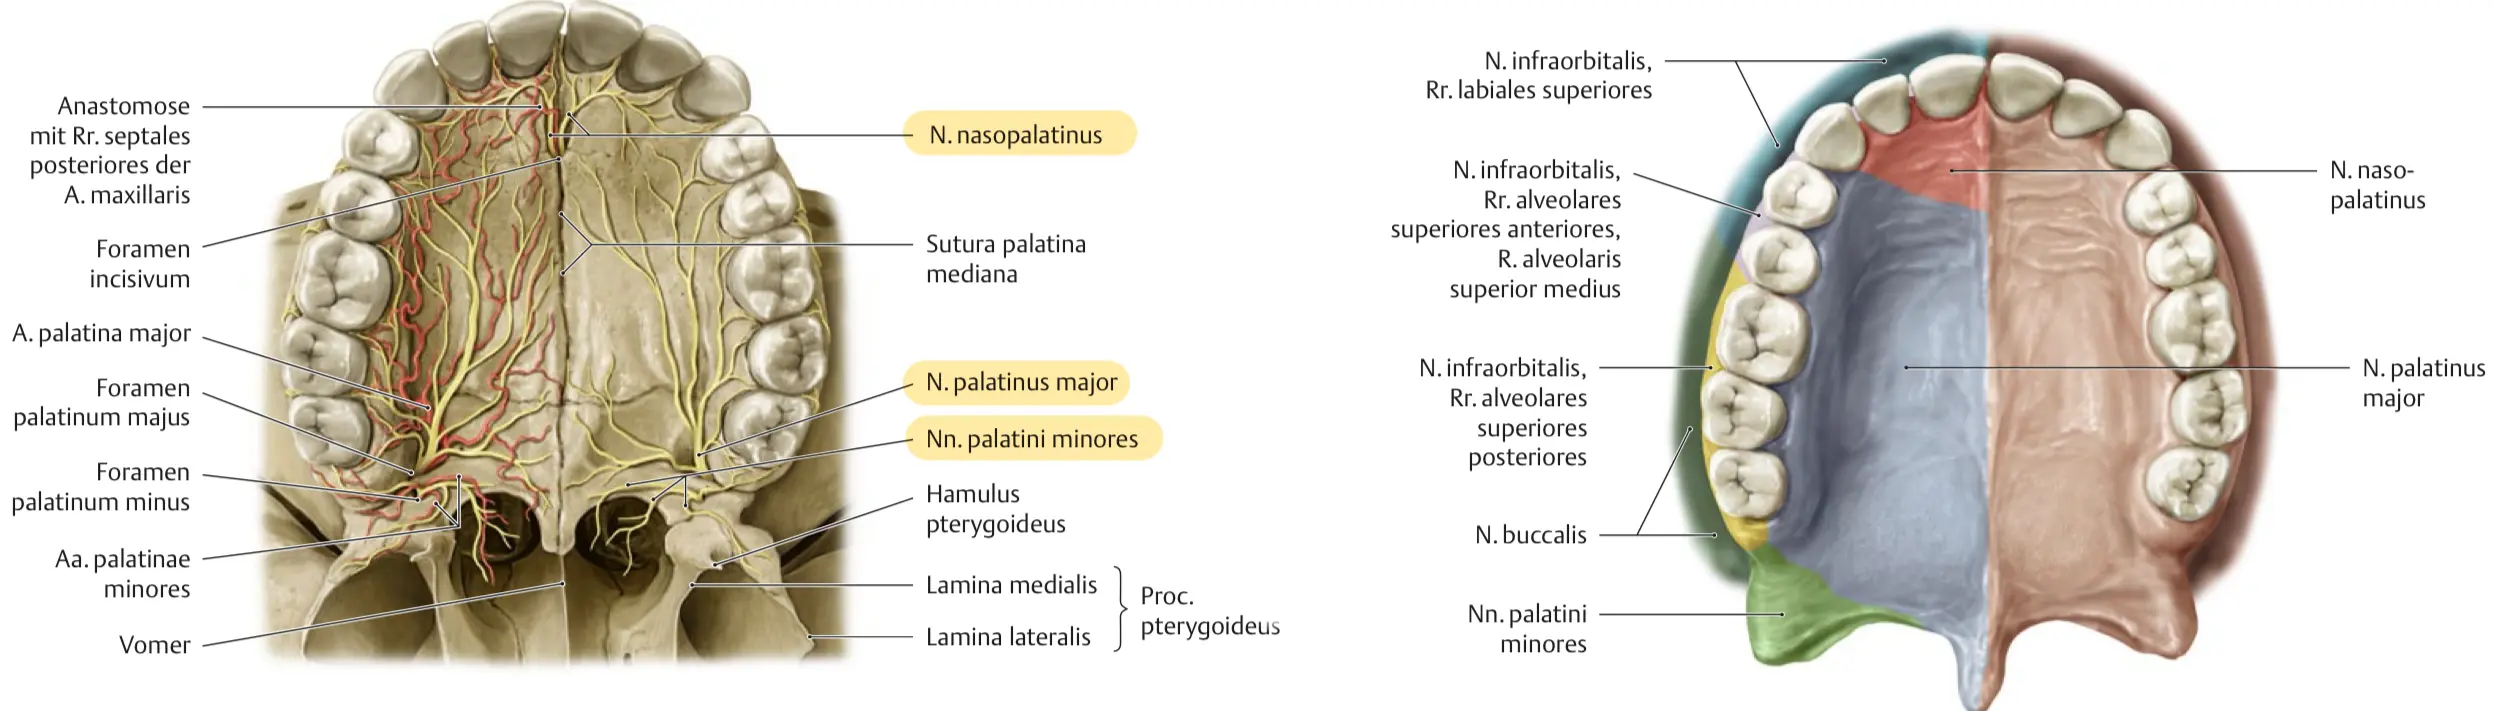 Anastomose
mit Rr. septales
posteriores der
A. maxillaris
Foramen
incisivum
A. palatina major
Foramen
palatinum majus
Foramen
palatinum minus
Aa. palatinae
minores
Vomer
N. nasopalatinus
Sutura palatina
mediana
N. palatinus major
Nn. palatini minores
Hamulus
pterygoideus
Lamina medialis
Lamina lateralis
Proc.
pterygoideus
N. infraorbitalis,
Rr. labiales superiores
N. infraorbitalis,
Rr. alveolares
superiores anteriores,
R. alveolaris
superior medius
N. infraorbitalis,
Rr. alveolares
superiores
posteriores
N. buccalis
Nn. palatini
minores
N. naso-
palatinus
N. palatinus
major